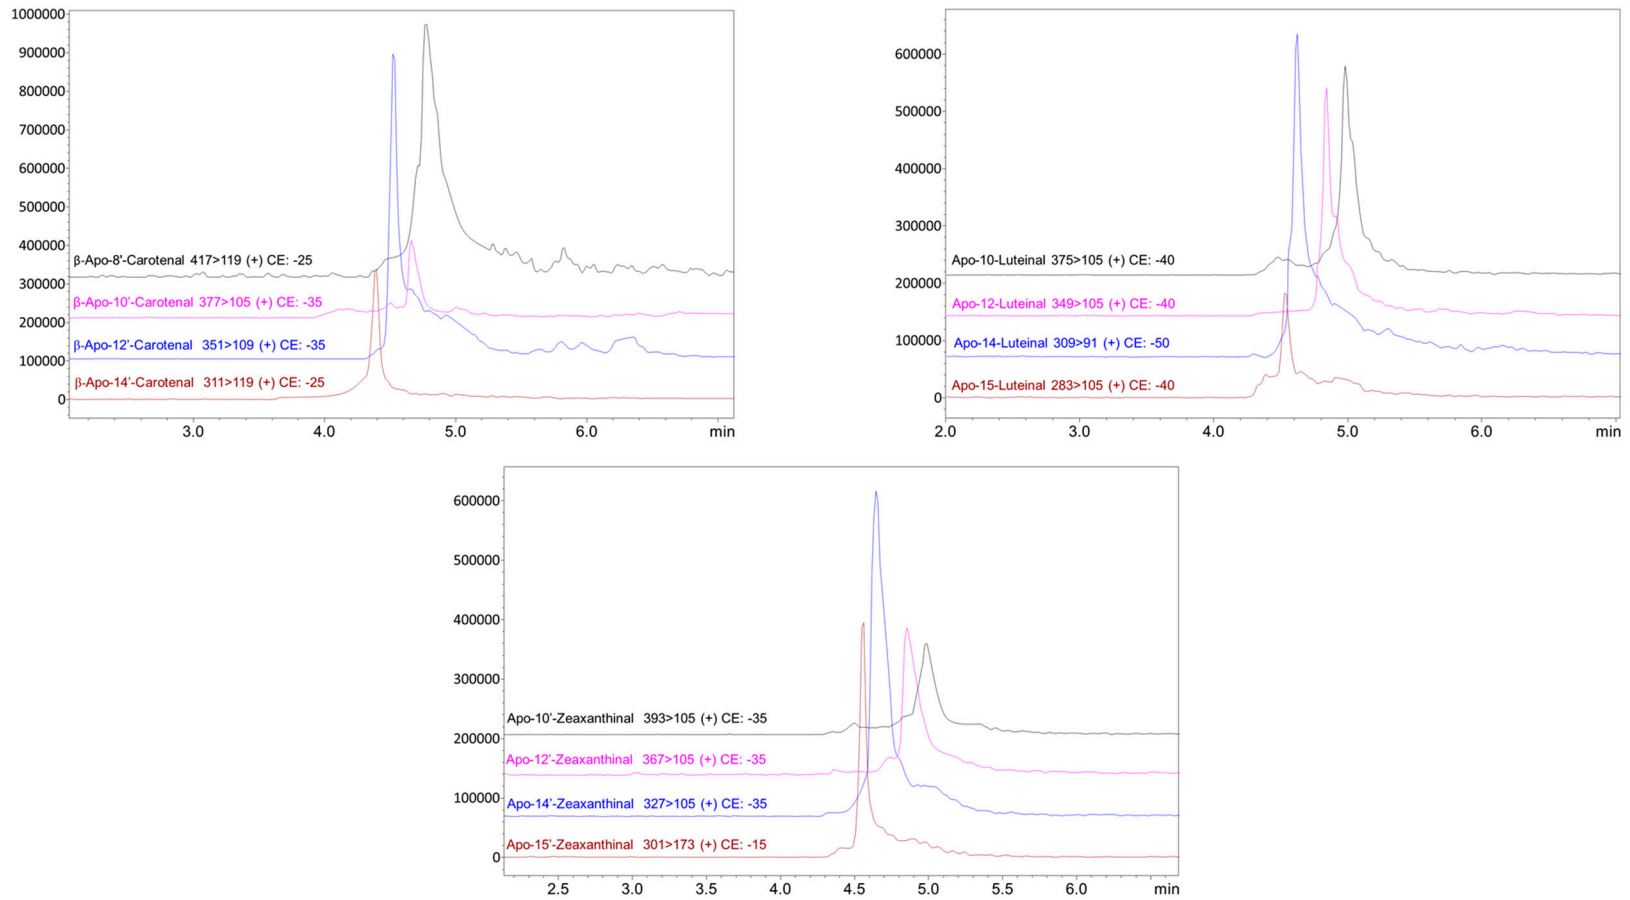 1000000
900000
800000
700000
600000
500000
400000
300000
200000
100000
0
β-Apo-8'-Carotenal 417>119 (+) CE: -25
β-Apo-10'-Carotenal 377>105 (+) CE: -35
β-Apo-12'-Carotenal 351>109 (+) CE: -35
β-Apo-14'-Carotenal 311>119 (+) CE: -25
3.0 4.0 5.0 6.0 min
600000
500000
400000
300000
200000
100000
0
Apo-10-Luteinal 375>105 (+) CE: -40
Apo-12-Luteinal 349>105 (+) CE: -40
Apo-14-Luteinal 309>91 (+) CE: -50
Apo-15-Luteinal 283>105 (+) CE: -40
2.0 3.0 4.0 5.0 6.0 min
600000
500000
400000
300000
200000
100000
0
Apo-10'-Zeaxanthinal 393>105 (+) CE: -35
Apo-12'-Zeaxanthinal 367>105 (+) CE: -35
Apo-14'-Zeaxanthinal 327>105 (+) CE: -35
Apo-15'-Zeaxanthinal 301>173 (+) CE: -15
2.5 3.0 3.5 4.0 4.5 5.0 5.5 6.0 min